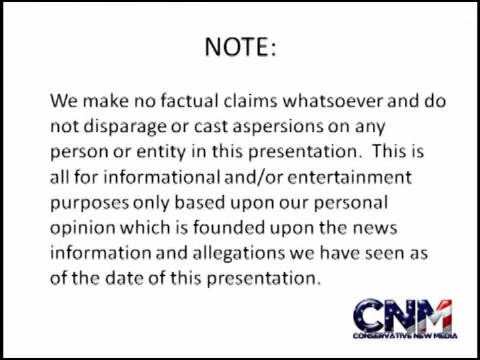 NOTE:
We make no factual claims whatsoever and do
not disparage or cast aspersions on any
person or entity in this presentation. This is
all for informational and/or entertainment
purposes only based upon our personal
opinion which is founded upon the news
information and allegations we have seen as
of the date of this presentation.
CNM
CONSERVATIVE NEW MEDIA